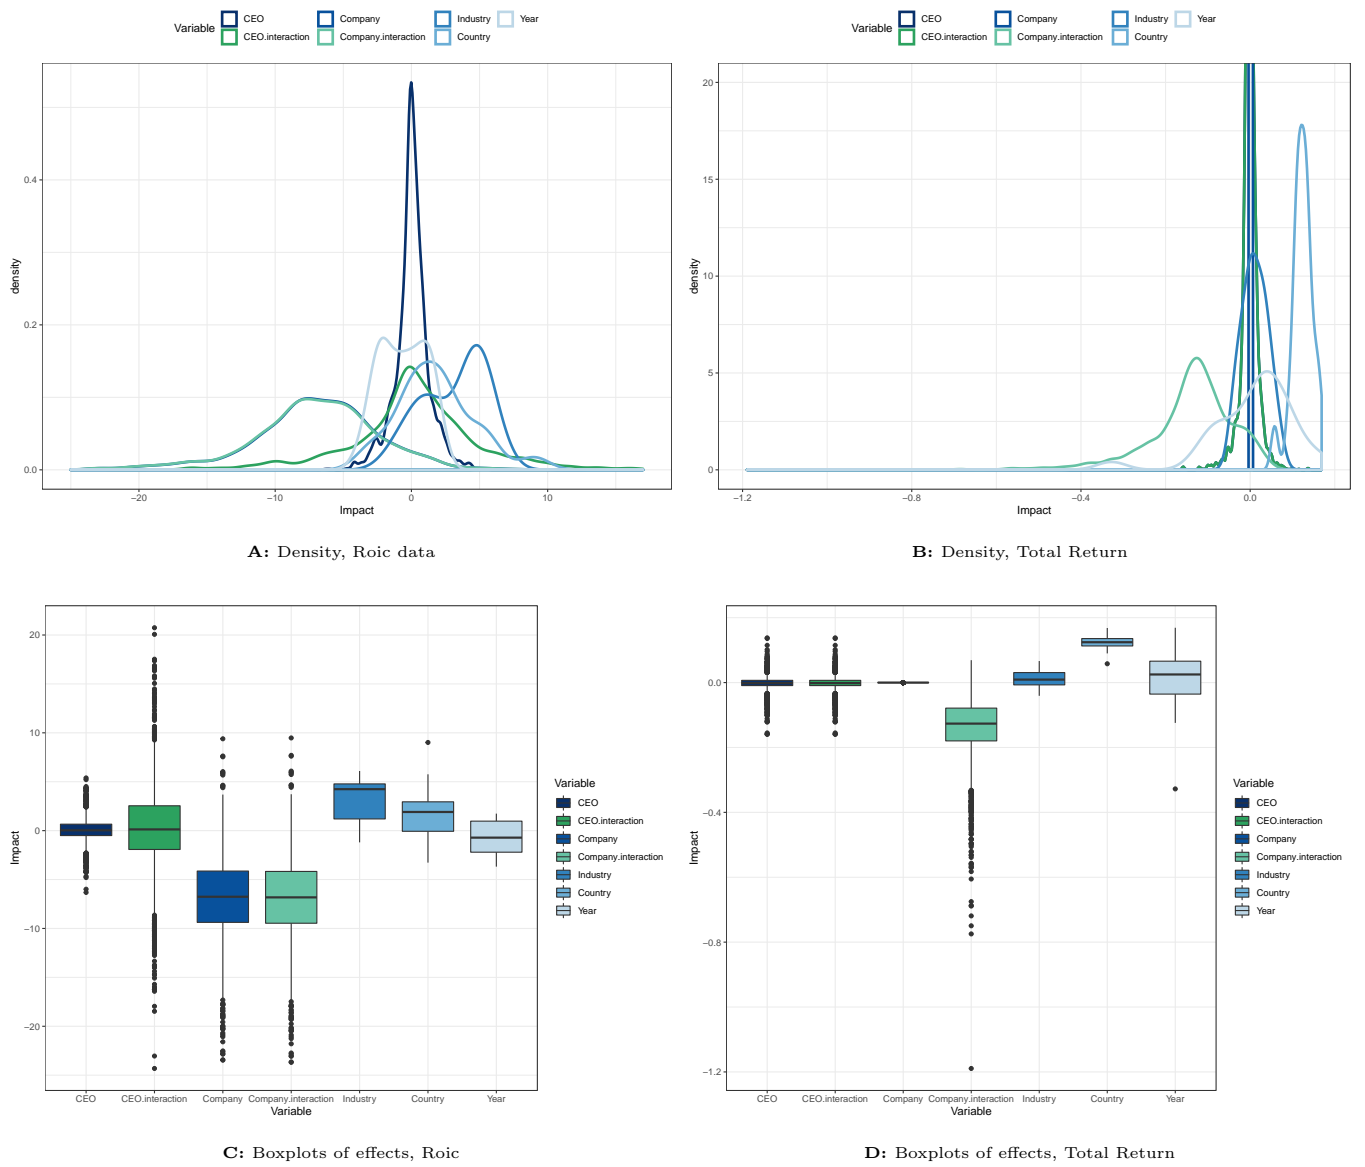 Variable CEO Company Industry Year
CEO.interaction Company.interaction Country
density
0.4
0.2
0.0
−20 −10 0 10
Impact
A: Density, Roic data
Variable CEO Company Industry Year
CEO.interaction Company.interaction Country
density
20
15
10
5
0
−1.2 −0.8 −0.4 0.0
Impact
B: Density, Total Return
Impact
20
10
0
−10
−20
CEO CEO.interaction Company Company.interaction Industry Country Year
Variable
Variable
CEO
CEO.interaction
Company
Company.interaction
Industry
Country
Year
C: Boxplots of effects, Roic
Impact
0.0
−0.4
−0.8
−1.2
CEO CEO.interaction Company Company.interaction Industry Country Year
Variable
Variable
CEO
CEO.interaction
Company
Company.interaction
Industry
Country
Year
D: Boxplots of effects, Total Return